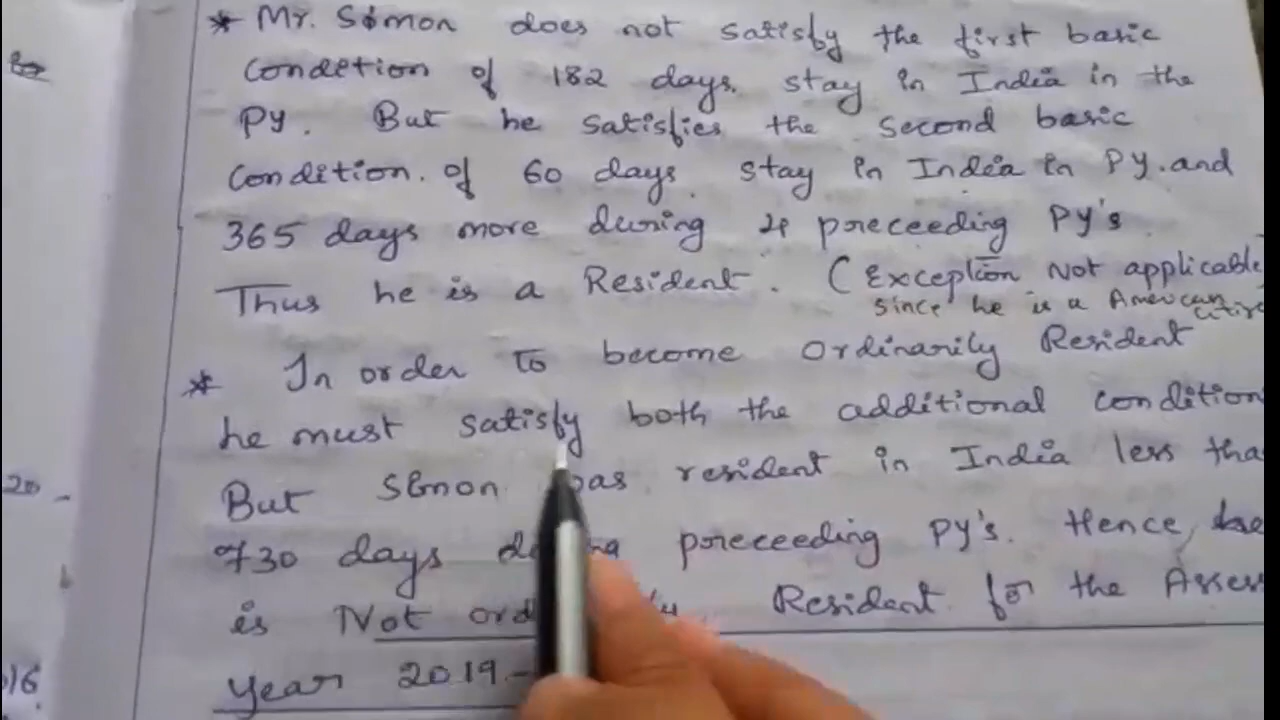 * Mr. Simon does not satisfy the first basic
Condition of 182 days. stay in India in the
PY. But he satisfies the second basic
Condition. of 60 days stay in India in PY. and
365 days more during 4 preceeding PY's
Thus he is a Resident. (Exception Not applicable
since he is a American
* In order to become Ordinarily Resident
he must satisfy both the additional condition
But Simon resident in India less
730 days preceeding PY's. Hence
is Not Resident for the Assess
20 -
year 2019-
16